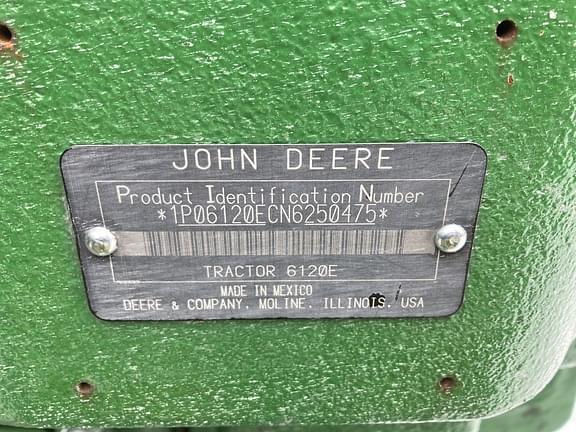 JOHN DEERE
Product Identification Number
*1P06120ECN6250475*
TRACTOR 6120E
MADE IN MEXICO
DEERE & COMPANY, MOLINE, ILLINOIS, USA